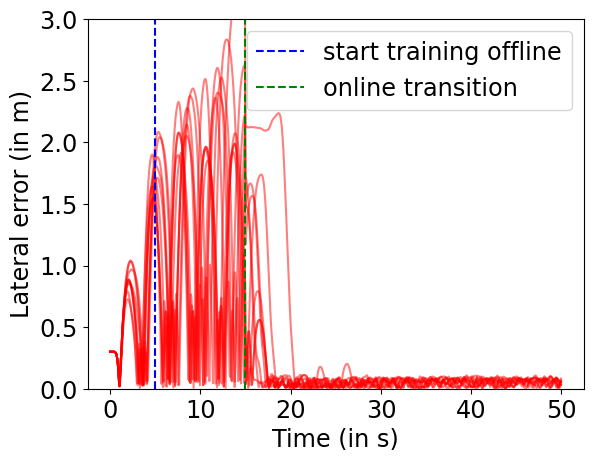 3.0
2.5
2.0
1.5
1.0
0.5
0.0
Lateral error (in m)
start training offline
online transition
0 10 20 30 40 50
Time (in s)